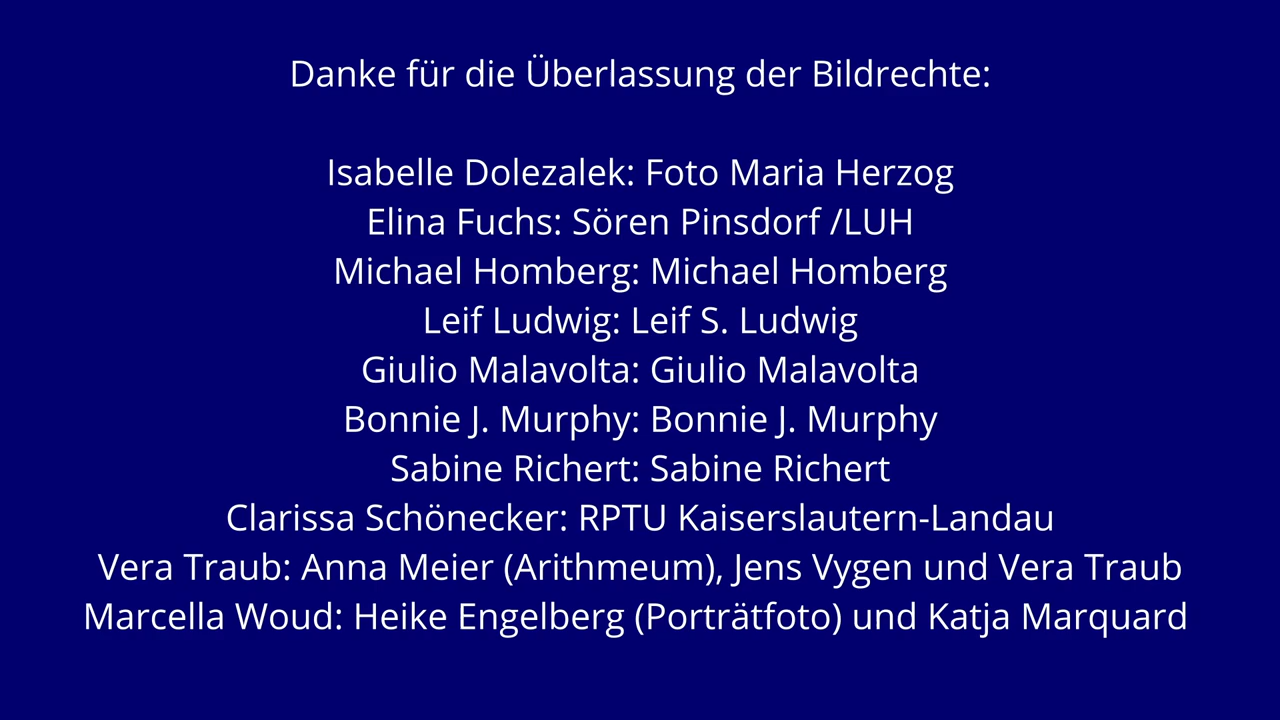 Danke für die Überlassung der Bildrechte:
Isabelle Dolezalek: Foto Maria Herzog
Elina Fuchs: Sören Pinsdorf /LUH
Michael Homberg: Michael Homberg
Leif Ludwig: Leif S. Ludwig
Giulio Malavolta: Giulio Malavolta
Bonnie J. Murphy: Bonnie J. Murphy
Sabine Richert: Sabine Richert
Clarissa Schönecker: RPTU Kaiserslautern-Landau
Vera Traub: Anna Meier (Arithmeum), Jens Vygen und Vera Traub
Marcella Woud: Heike Engelberg (Porträtfoto) und Katja Marquard